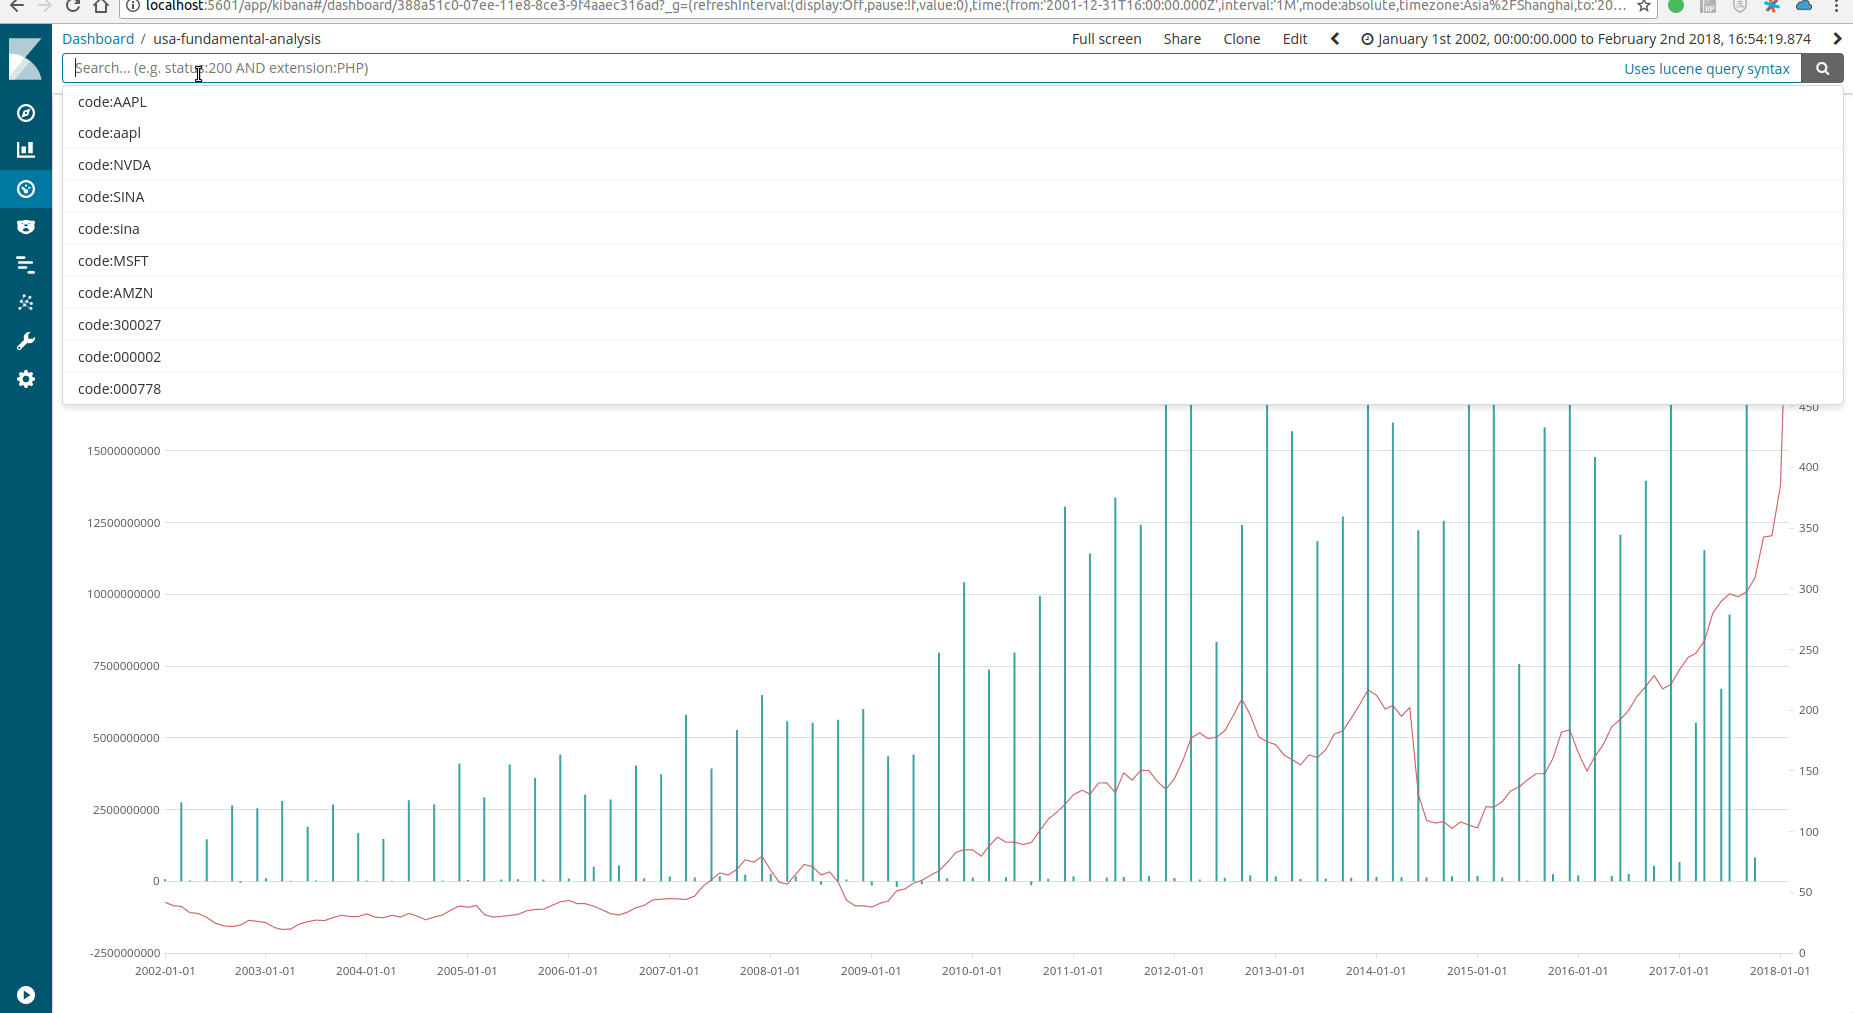 localhost:5601/app/kibana#/dashboard/388a51c0-07ee-11e8-8ce3-9f4aaec316ad?_g=(refreshInterval:(display:Off,pause:!f,value:0),time:(from:'2001-12-31T16:00:00.000Z',interval:'1M',mode:absolute,timezone:Asia%2FShanghai,to:'20...
Dashboard / usa-fundamental-analysis
Full screen Share Clone Edit January 1st 2002, 00:00:00.000 to February 2nd 2018, 16:54:19.874
Search... (e.g. status:200 AND extension:PHP)
Uses lucene query syntax
code:AAPL
code:aapl
code:NVDA
code:SINA
code:sina
code:MSFT
code:AMZN
code:300027
code:000002
code:000778
15000000000
12500000000
10000000000
7500000000
5000000000
2500000000
0
-2500000000
450
400
350
300
250
200
150
100
50
0
2002-01-01 2003-01-01 2004-01-01 2005-01-01 2006-01-01 2007-01-01 2008-01-01 2009-01-01 2010-01-01 2011-01-01 2012-01-01 2013-01-01 2014-01-01 2015-01-01 2016-01-01 2017-01-01 2018-01-01